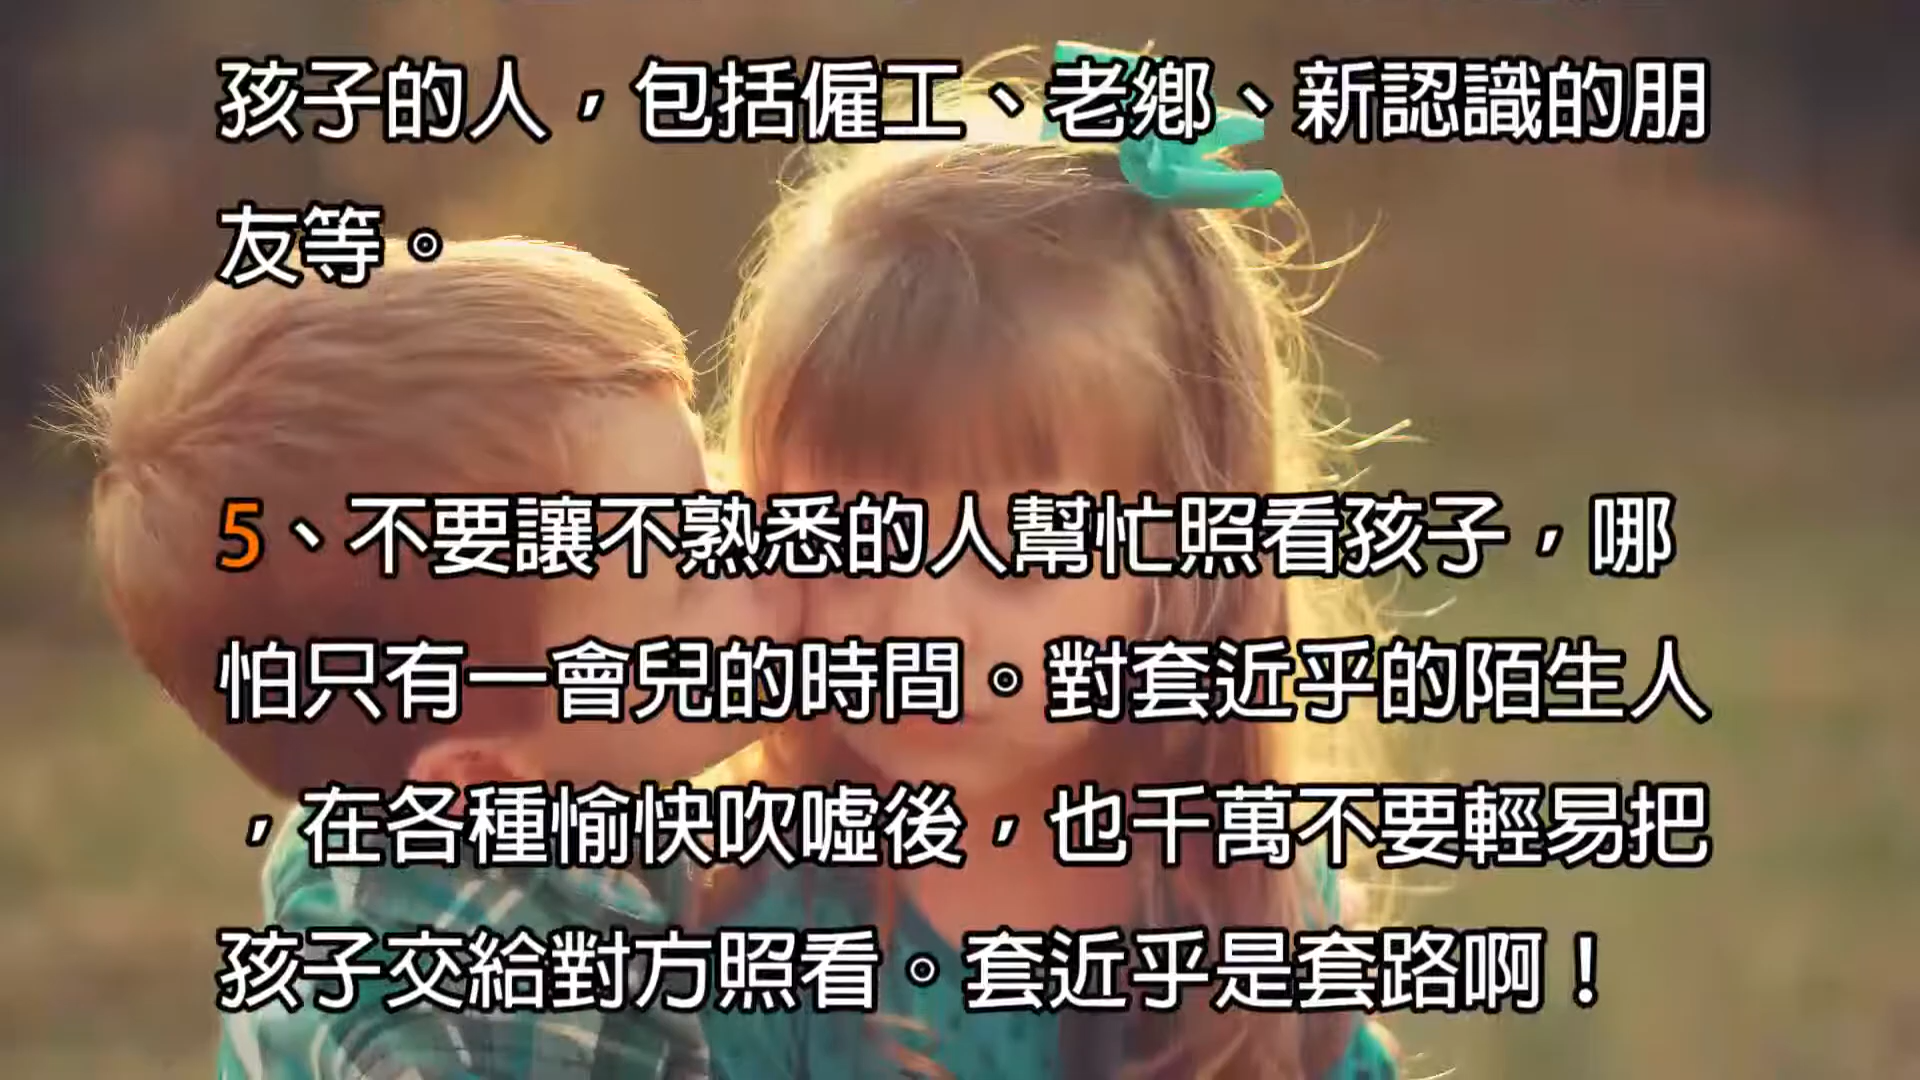 孩子的人，包括僱工、老鄉、新認識的朋
友等。
5、不要讓不熟悉的人幫忙照看孩子，哪
怕只有一會兒的時間。對套近乎的陌生人
，在各種愉快吹噓後，也千萬不要輕易把
孩子交給對方照看。套近乎是套路啊！